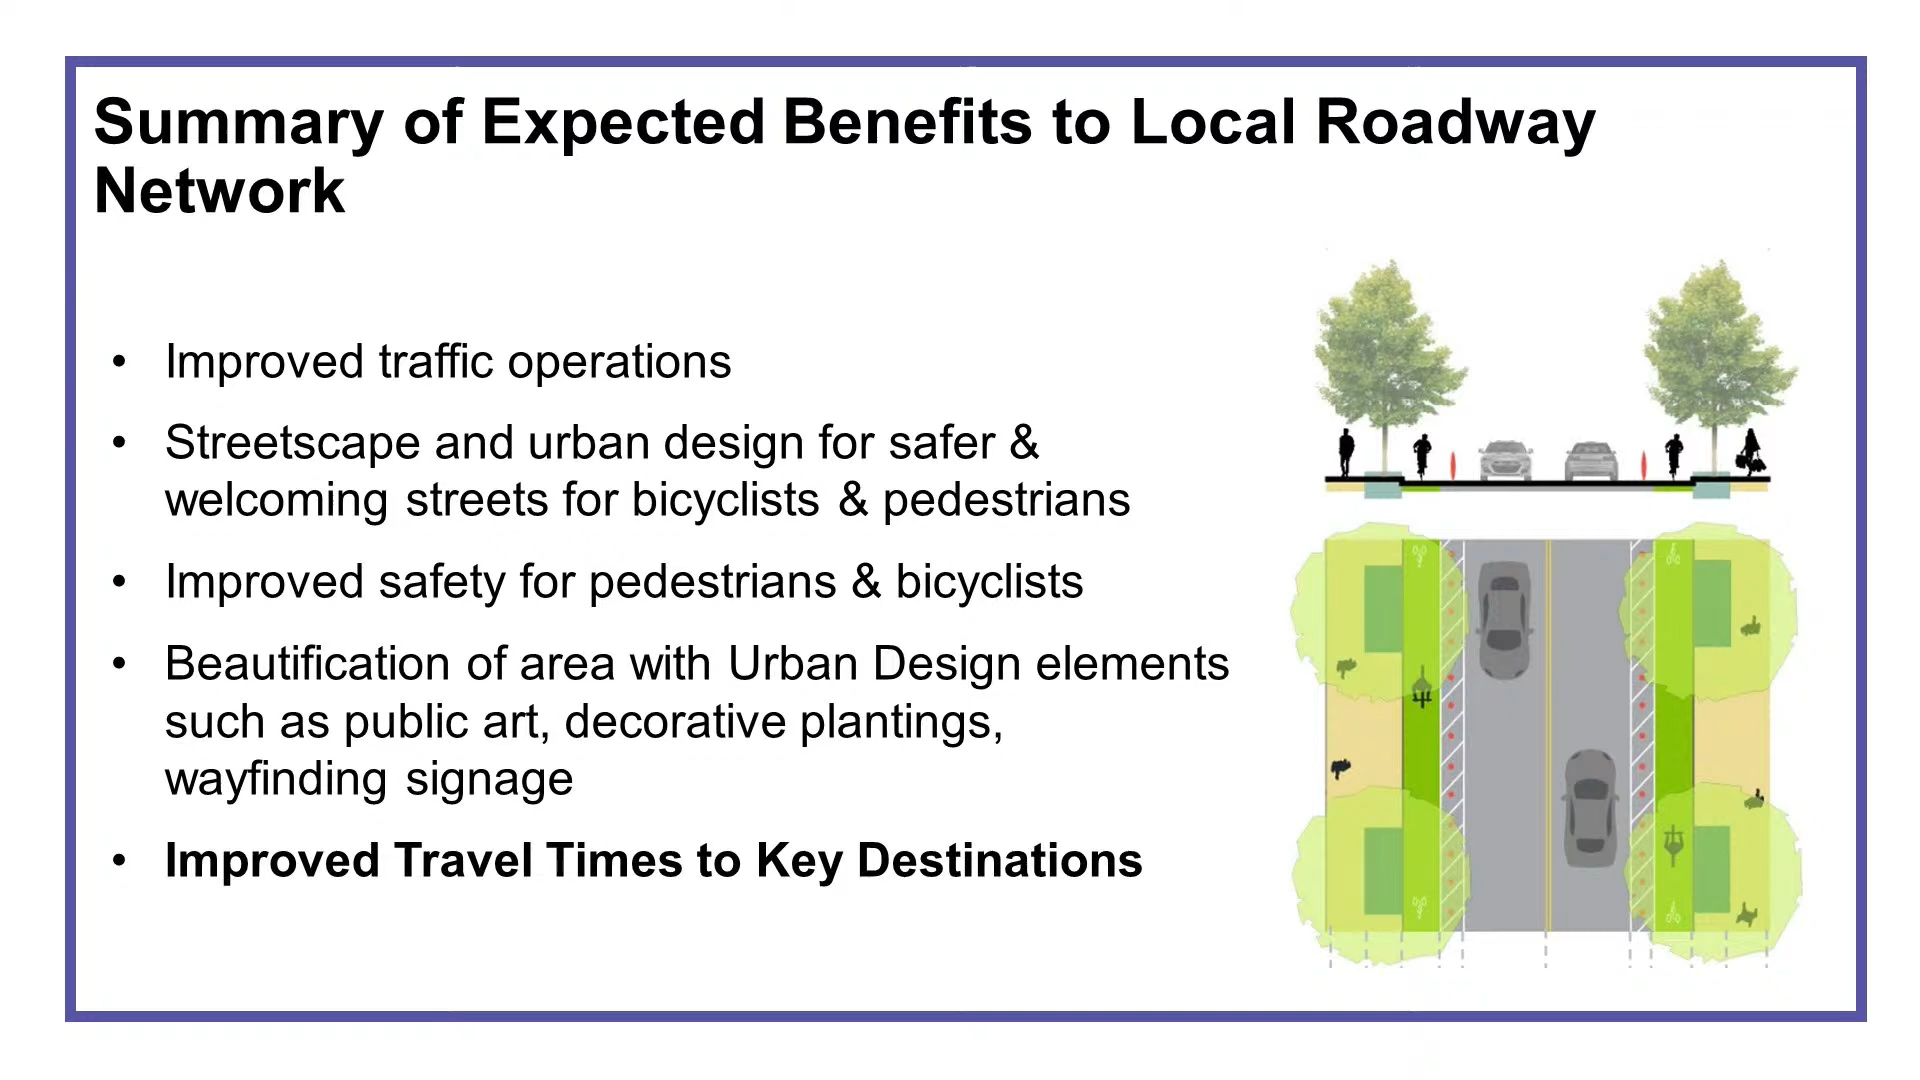 Summary of Expected Benefits to Local Roadway
Network
• Improved traffic operations
• Streetscape and urban design for safer &
welcoming streets for bicyclists & pedestrians
• Improved safety for pedestrians & bicyclists
• Beautification of area with Urban Design elements
such as public art, decorative plantings,
wayfinding signage
• Improved Travel Times to Key Destinations